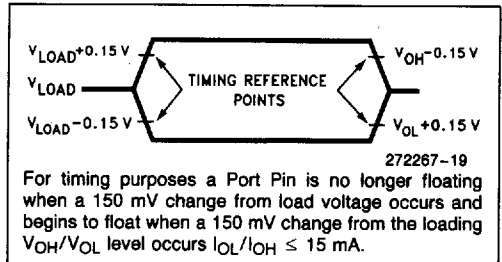 VLOAD+0.15 V
VOH−0.15 V
VLOAD
TIMING REFERENCE
POINTS
VLOAD−0.15 V
VOL+0.15 V
272267–19
For timing purposes a Port Pin is no longer floating
when a 150 mV change from load voltage occurs and
begins to float when a 150 mV change from the loading
VOH/VOL level occurs IOL/IOH ≤ 15 mA.